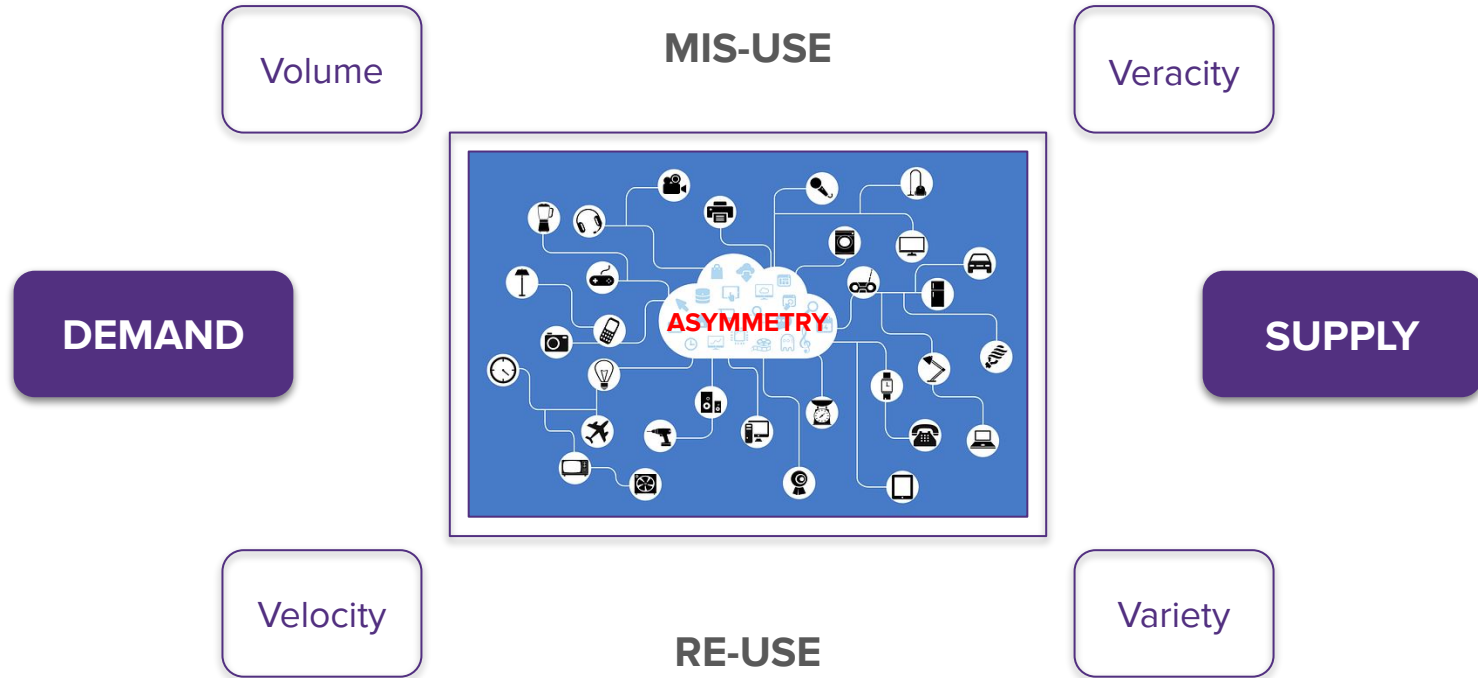 Volume
MIS-USE
Veracity
DEMAND
ASYMMETRY
SUPPLY
Velocity
RE-USE
Variety